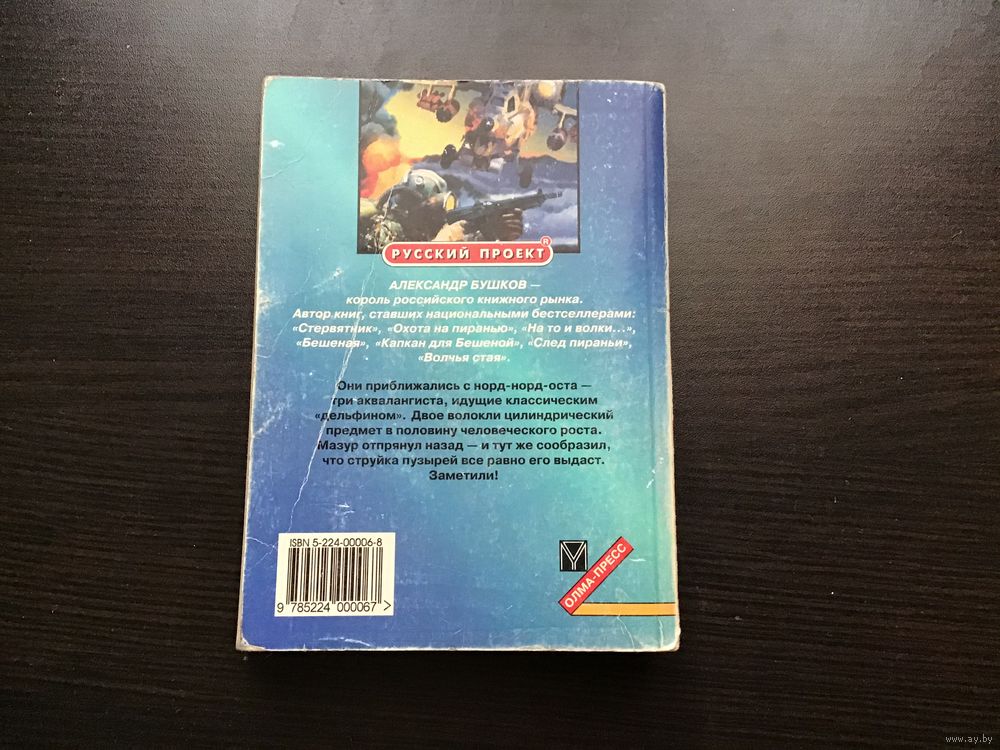 РУССКИЙ ПРОЕКТ ®
АЛЕКСАНДР БУШКОВ —
король российского книжного рынка.
Автор книг, ставших национальными бестселлерами:
«Стервятник», «Охота на пиранью», «На то и волки...»,
«Бешеная», «Капкан для Бешеной», «След пираньи»,
«Волчья стая».
Они приближались с норд-норд-оста —
три аквалангиста, идущие классическим
«дельфином». Двое волокли цилиндрический
предмет в половину человеческого роста.
Мазур отпрянул назад — и тут же сообразил,
что струйка пузырей все равно его выдаст.
Заметили!
ISBN 5-224-00006-8
9 785224 000067 >
ОЛМА-ПРЕСС
www.ay.by